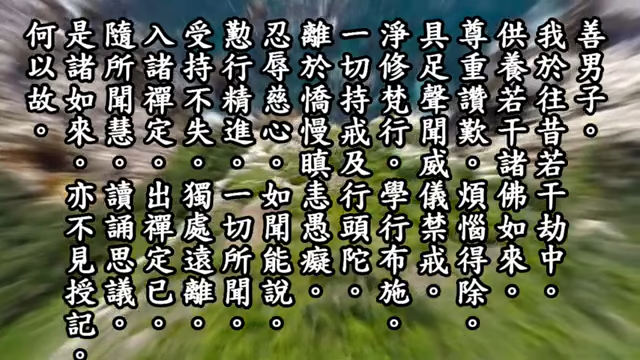 善男子。
我於往昔若干劫中。
供養若干諸佛如來。
尊重讚歎。煩惱得除。
具足聲聞威儀禁戒。
淨修梵行。學行布施。
一切持戒及行頭陀。
離於憍慢瞋恚愚癡。
忍辱慈心。如聞能說。
懃行精進。一切所聞。
受持不失。獨處遠離。
入諸禪定。出禪定已。
隨所聞慧。讀誦思議。
是諸如來。亦不見授記。
何以故。